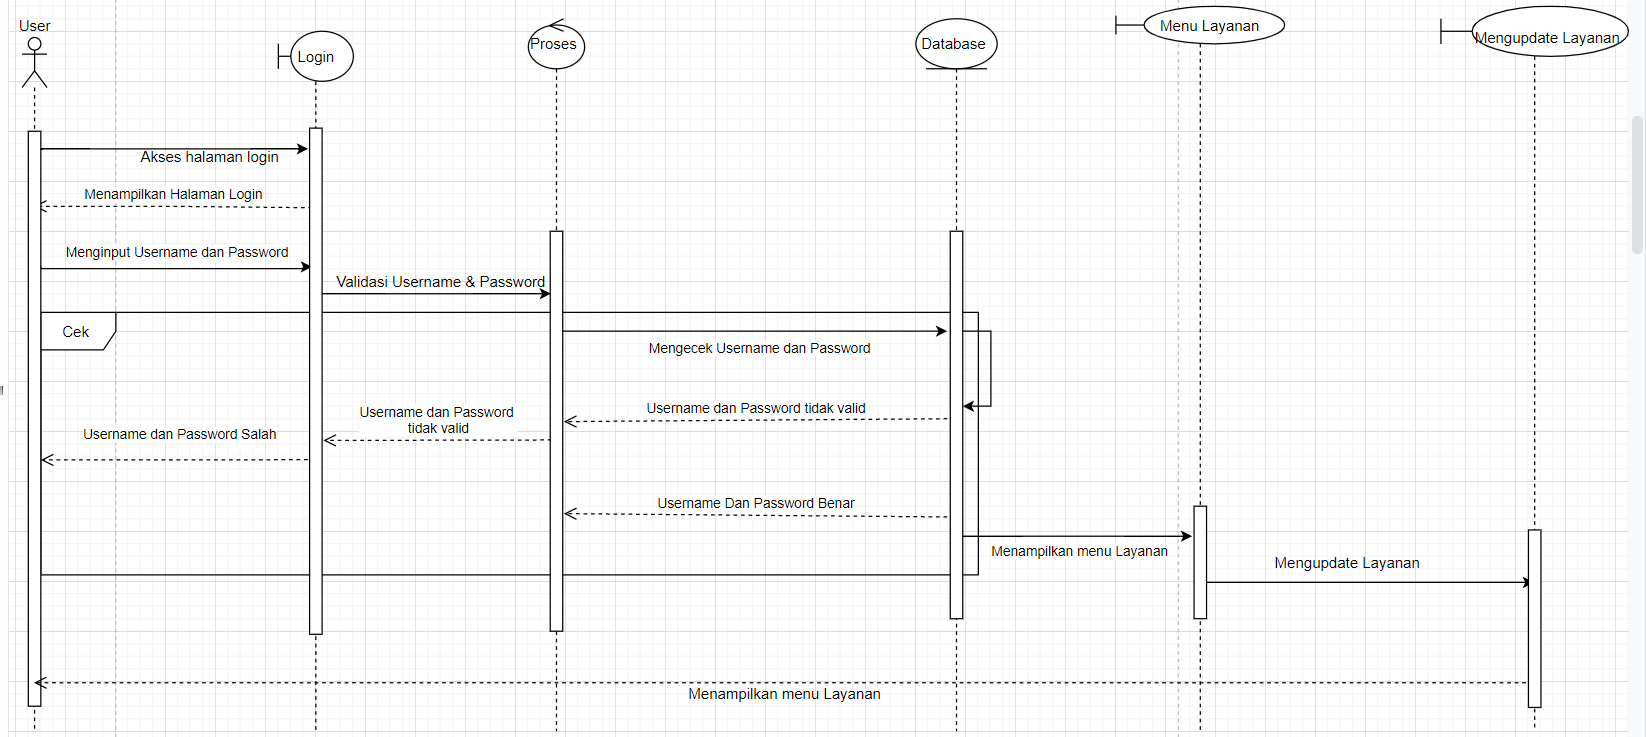 User
Login
Proses
Database
Menu Layanan
Mengupdate Layanan
Akses halaman login
Menampilkan Halaman Login
Menginput Username dan Password
Validasi Username & Password
Cek
Mengecek Username dan Password
Username dan Password tidak valid
Username dan Password
tidak valid
Username dan Password Salah
Username Dan Password Benar
Menampilkan menu Layanan
Mengupdate Layanan
Menampilkan menu Layanan